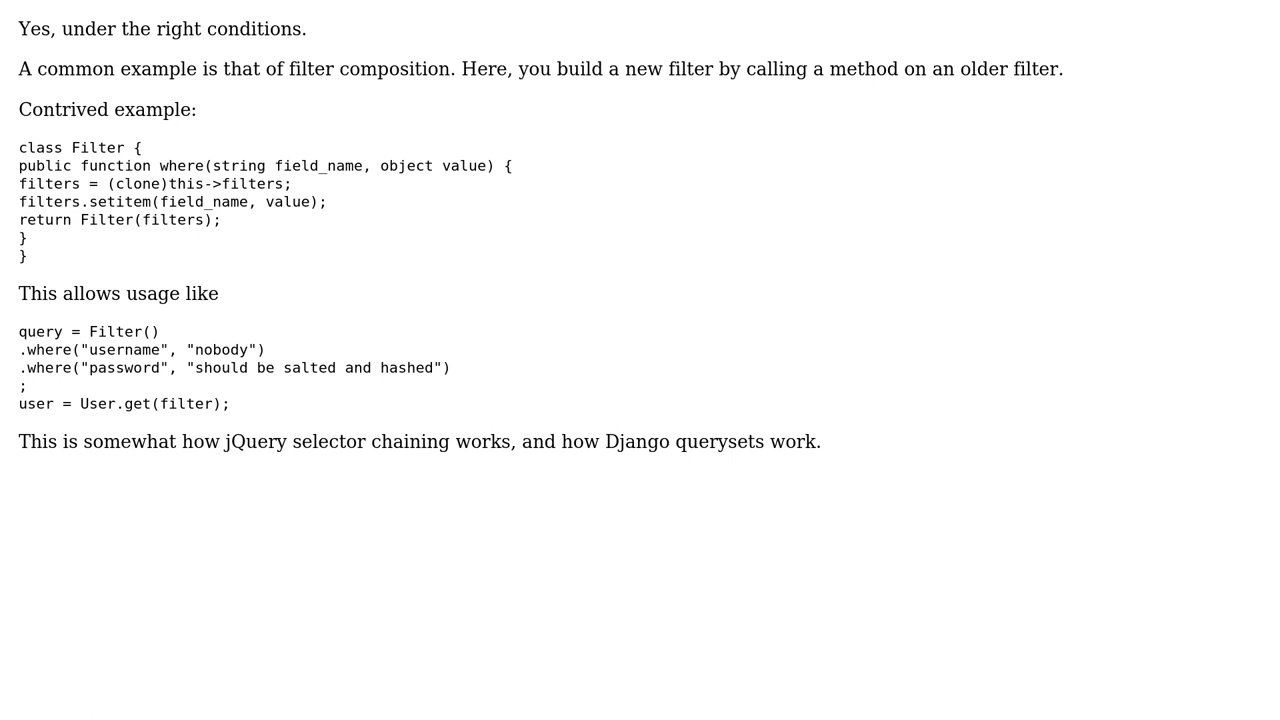 Yes, under the right conditions.
A common example is that of filter composition. Here, you build a new filter by calling a method on an older filter.
Contrived example:
class Filter {
public function where(string field_name, object value) {
filters = (clone)this->filters;
filters.setitem(field_name, value);
return Filter(filters);
}
}
This allows usage like
query = Filter()
.where("username", "nobody")
.where("password", "should be salted and hashed")
;
user = User.get(filter);
This is somewhat how jQuery selector chaining works, and how Django querysets work.